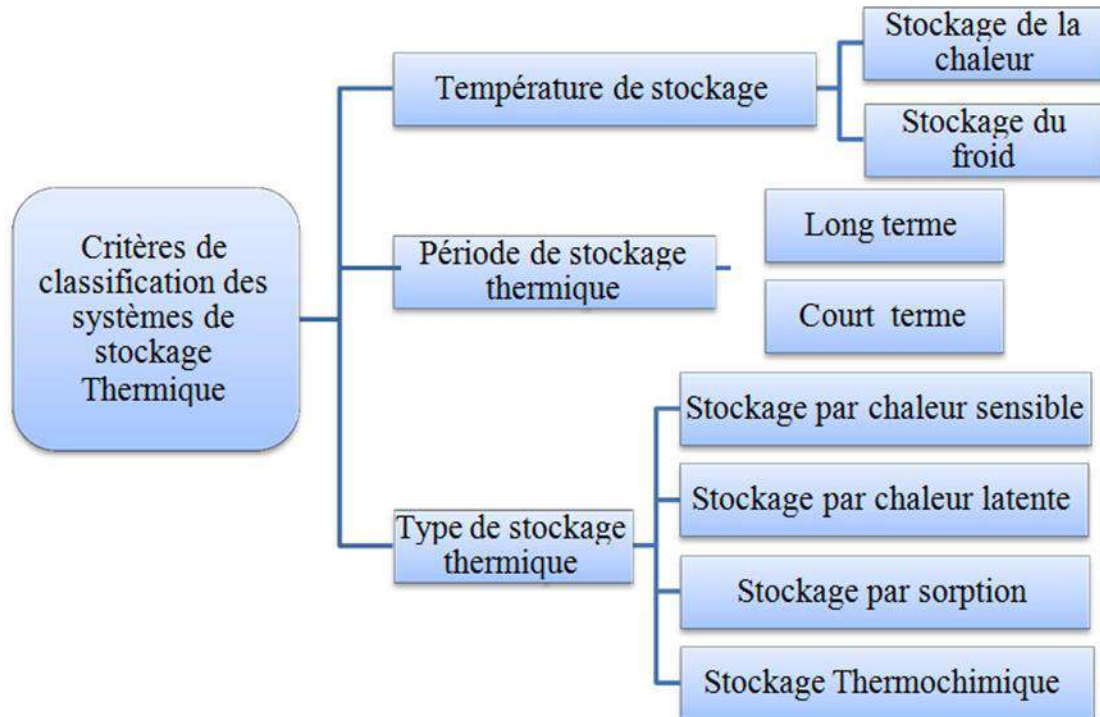 Critères de
classification des
systèmes de
stockage
Thermique
Température de stockage
Stockage de la
chaleur
Stockage du
froid
Période de stockage
thermique
Long terme
Court terme
Type de stockage
thermique
Stockage par chaleur sensible
Stockage par chaleur latente
Stockage par sorption
Stockage Thermochimique